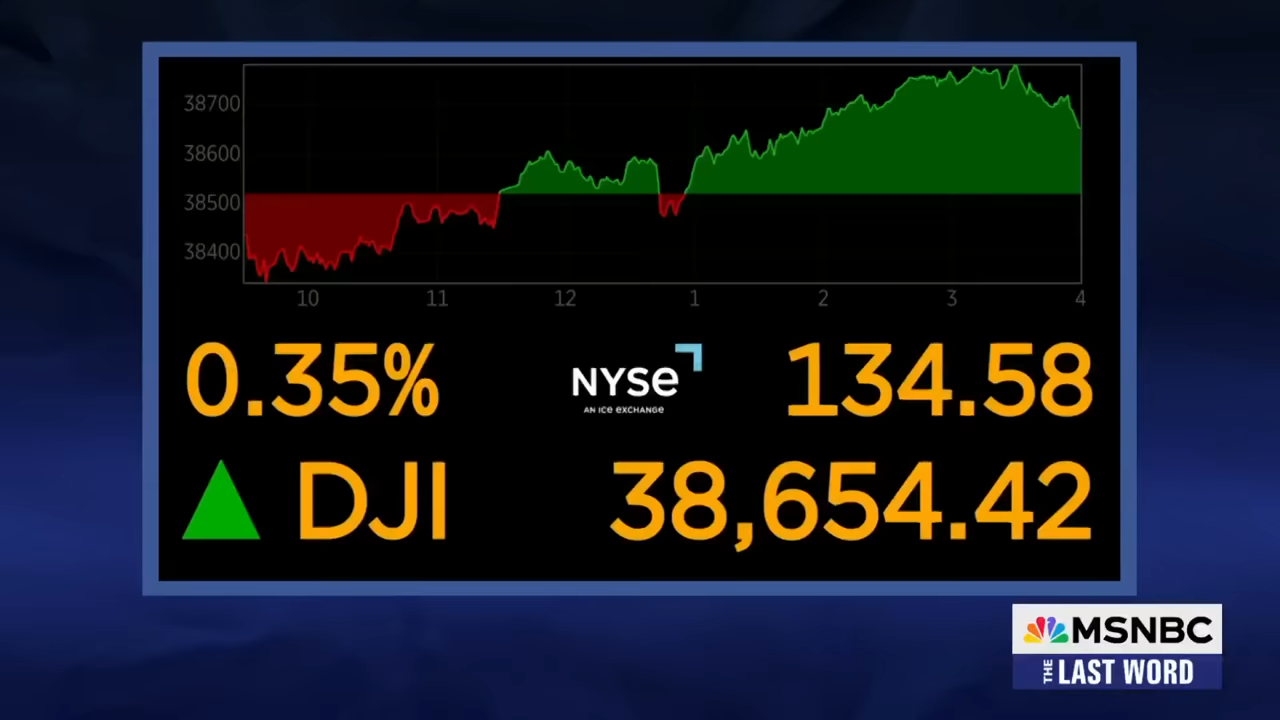 38700
38600
38500
38400
10 11 12 1 2 3 4
0.35% NYSE 134.58
AN ICE EXCHANGE
DJI 38,654.42
MSNBC
THE LAST WORD